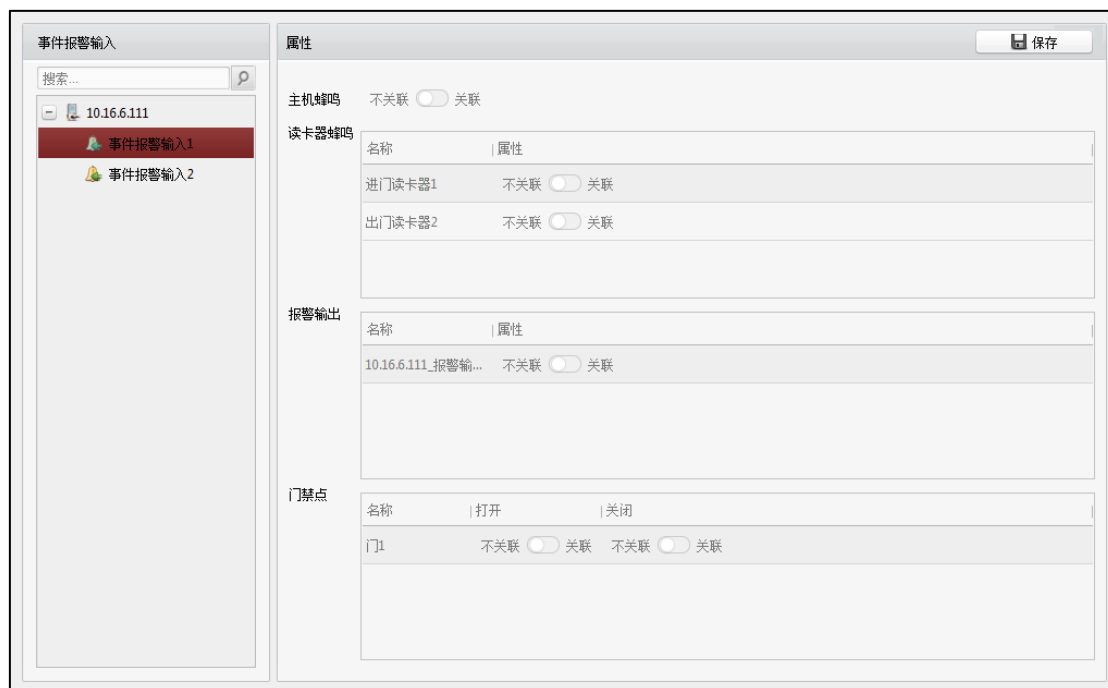 事件报警输入
搜索...
10.16.6.111
事件报警输入1
事件报警输入2
属性
保存
主机蜂鸣 不关联 关联
读卡器蜂鸣
名称 属性
进门读卡器1 不关联 关联
出门读卡器2 不关联 关联
报警输出
名称 属性
10.16.6.111_报警输... 不关联 关联
门禁点
名称 打开 关闭
门1 不关联 关联 不关联 关联